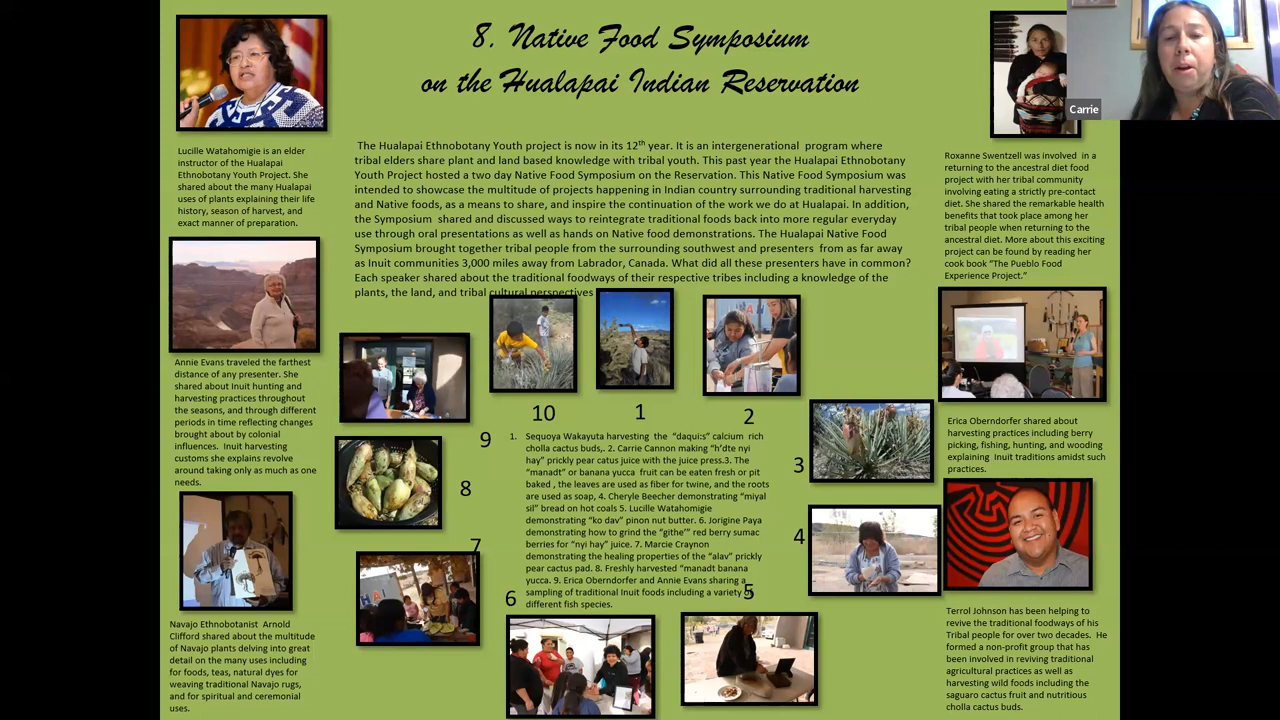 8. Native Food Symposium
on the Hualapai Indian Reservation
Carrie
The Hualapai Ethnobotany Youth project is now in its 12th year. It is an intergenerational program where
tribal elders share plant and land based knowledge with tribal youth. This past year the Hualapai Ethnobotany
Youth Project hosted a two day Native Food Symposium on the Reservation. This Native Food Symposium was
intended to showcase the multitude of projects happening in Indian country surrounding traditional harvesting
and Native foods, as a means to share, and inspire the continuation of the work we do at Hualapai. In addition,
the Symposium shared and discussed ways to reintegrate traditional foods back into more regular everyday
use through oral presentations as well as hands on Native food demonstrations. The Hualapai Native Food
Symposium brought together tribal people from the surrounding southwest and presenters from as far away
as Inuit communities 3,000 miles away from Labrador, Canada. What did all these presenters have in common?
Each speaker shared about the traditional foodways of their respective tribes including a knowledge of the
plants, the land, and tribal cultural perspectives
Lucille Watahomigie is an elder
instructor of the Hualapai
Ethnobotany Youth Project. She
shared about the many Hualapai
uses of plants explaining their life
history, season of harvest, and
exact manner of preparation.
Annie Evans traveled the farthest
distance of any presenter. She
shared about Inuit hunting and
harvesting practices throughout
the seasons, and through different
periods in time reflecting changes
brought about by colonial
influences. Inuit harvesting
customs she explains revolve
around taking only as much as one
needs.
Navajo Ethnobotanist Arnold
Clifford shared about the multitude
of Navajo plants delving into great
detail on the many uses including
for foods, teas, natural dyes for
weaving traditional Navajo rugs,
and for spiritual and ceremonial
uses.
10
1
2
9
3
8
4
7
5
6
1. Sequoya Wakayuta harvesting the "daqui:s" calcium rich
cholla cactus buds,. 2. Carrie Cannon making "h'dte nyi
hay" prickly pear catus juice with the juice press.3. The
"manadt" or banana yucca fruit can be eaten fresh or pit
baked , the leaves are used as fiber for twine, and the roots
are used as soap, 4. Cheryle Beecher demonstrating "miyal
sil" bread on hot coals 5. Lucille Watahomigie
demonstrating "ko dav" pinon nut butter. 6. Jorigine Paya
demonstrating how to grind the "githe'" red berry sumac
berries for "nyi hay" juice. 7. Marcie Craynon
demonstrating the healing properties of the "alav" prickly
pear cactus pad. 8. Freshly harvested "manadt banana
yucca. 9. Erica Oberndorfer and Annie Evans sharing a
sampling of traditional Inuit foods including a variety of
different fish species.
Roxanne Swentzell was involved in a
returning to the ancestral diet food
project with her tribal community
involving eating a strictly pre-contact
diet. She shared the remarkable health
benefits that took place among her
tribal people when returning to the
ancestral diet. More about this exciting
project can be found by reading her
cook book "The Pueblo Food
Experience Project."
Erica Oberndorfer shared about
harvesting practices including berry
picking, fishing, hunting, and wooding
explaining Inuit traditions amidst such
practices.
Terrol Johnson has been helping to
revive the traditional foodways of his
Tribal people for over two decades. He
formed a non-profit group that has
been involved in reviving traditional
agricultural practices as well as
harvesting wild foods including the
saguaro cactus fruit and nutritious
cholla cactus buds.